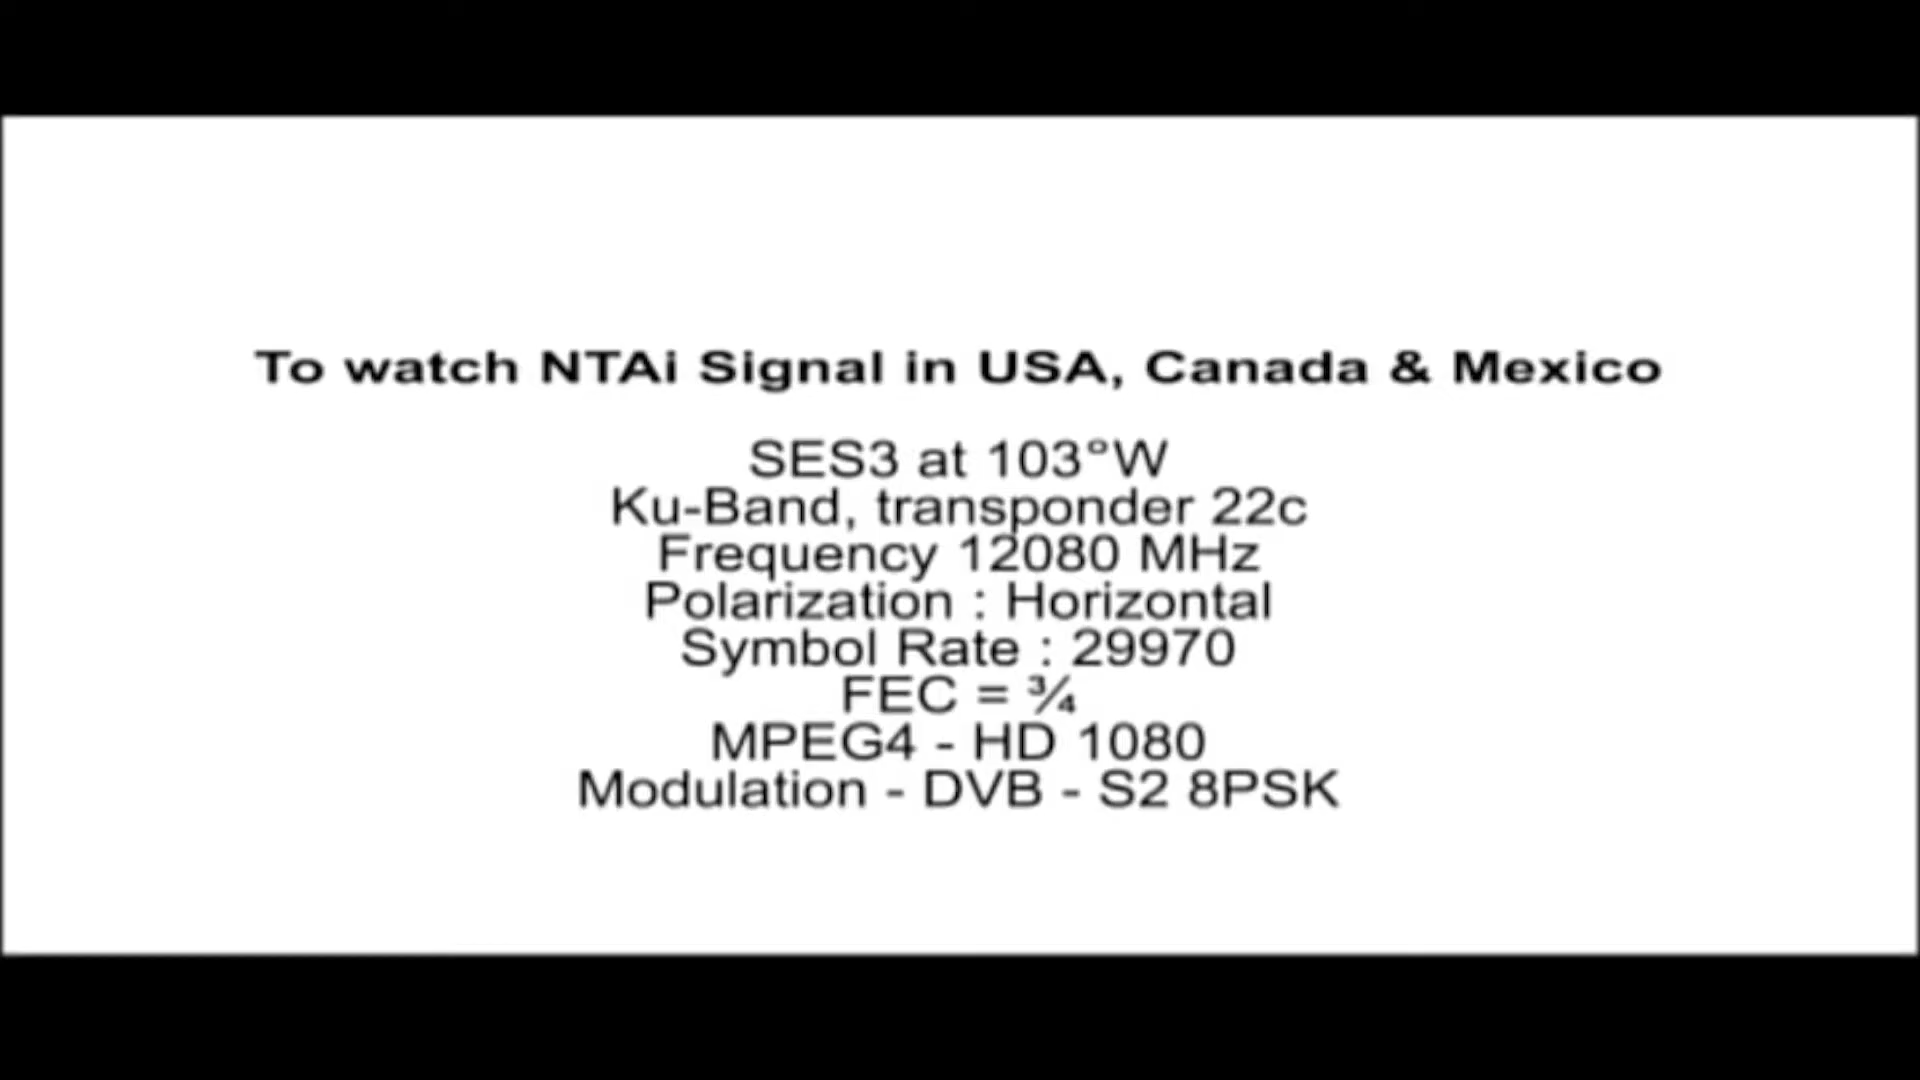 To watch NTAi Signal in USA, Canada & Mexico
SES3 at 103°W
Ku-Band, transponder 22c
Frequency 12080 MHz
Polarization : Horizontal
Symbol Rate : 29970
FEC = ¾
MPEG4 - HD 1080
Modulation - DVB - S2 8PSK